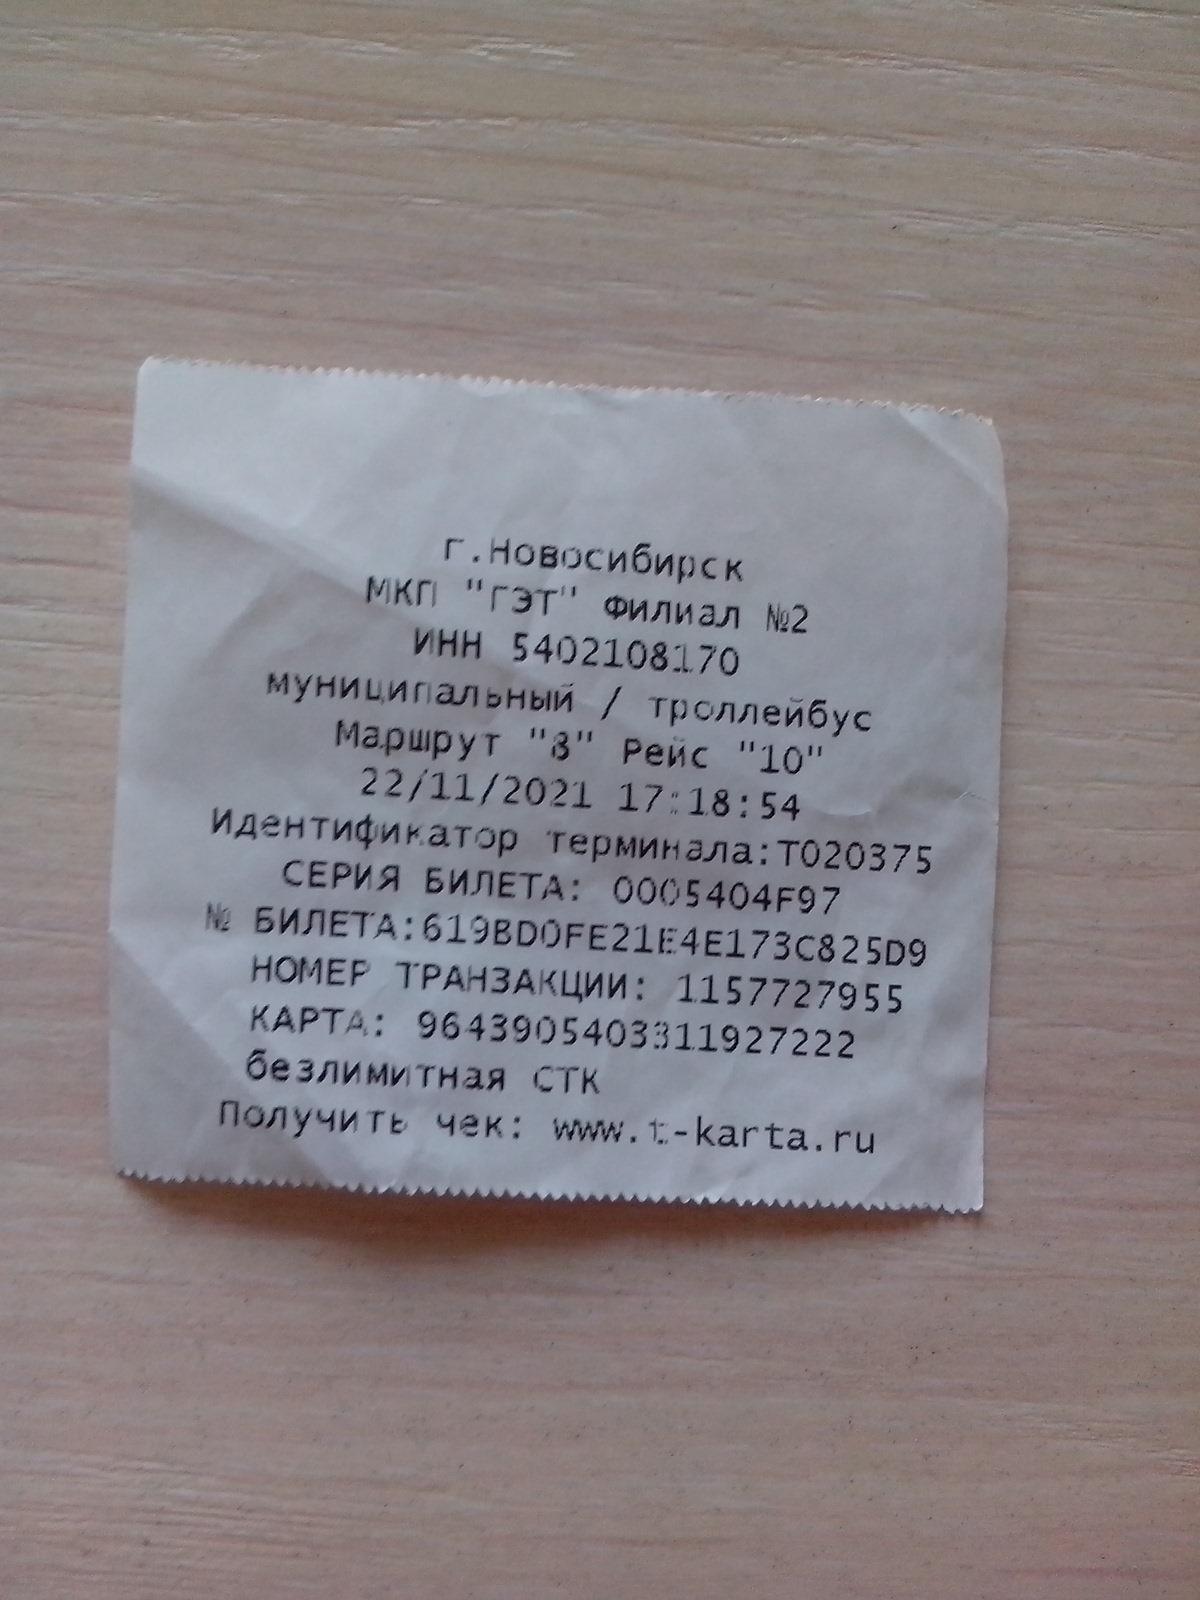 г.Новосибирск
МКП "ГЭТ" Филиал №2
ИНН 5402108170
муниципальный / троллейбус
Маршрут "8" Рейс "10"
22/11/2021 17:18:54
Идентификатор терминала:T020375
СЕРИЯ БИЛЕТА: 0005404F97
№ БИЛЕТА:619BD0FE21E4E173C825D9
НОМЕР ТРАНЗАКЦИИ: 1157727955
КАРТА: 9643905403311927222
безлимитная СТК
Получить чек: www.t-karta.ru